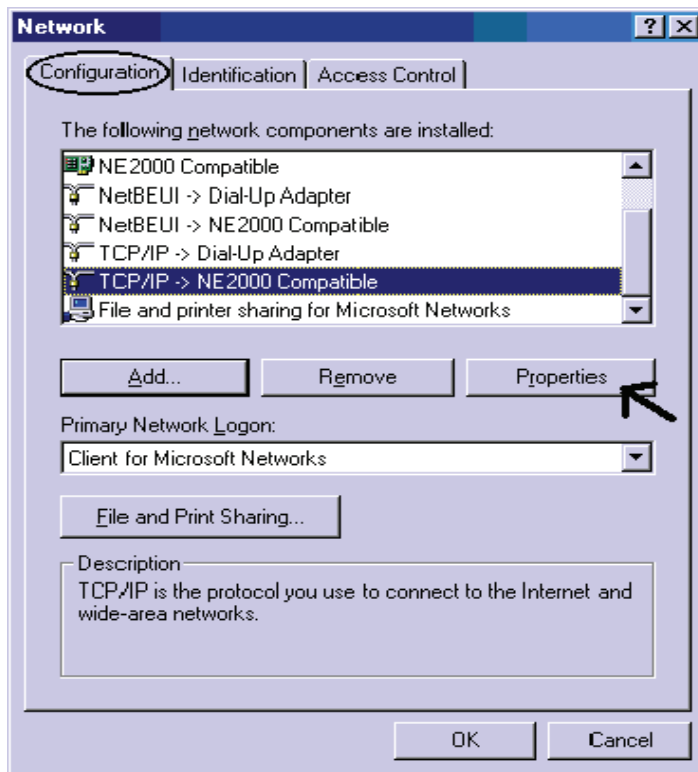 Network
Configuration Identification Access Control
The following network components are installed:
NE2000 Compatible
NetBEUI -> Dial-Up Adapter
NetBEUI -> NE2000 Compatible
TCP/IP -> Dial-Up Adapter
TCP/IP -> NE2000 Compatible
File and printer sharing for Microsoft Networks
Add... Remove Properties
Primary Network Logon:
Client for Microsoft Networks
File and Print Sharing...
Description
TCP/IP is the protocol you use to connect to the Internet and
wide-area networks.
OK Cancel